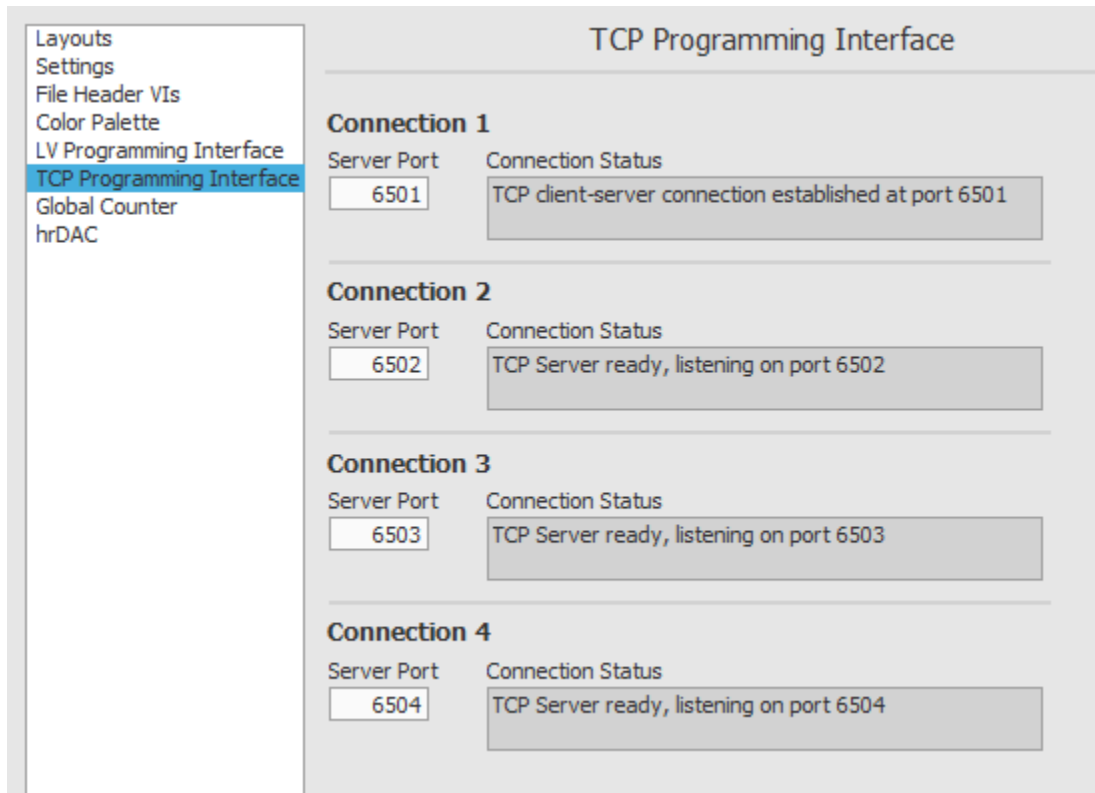 Layouts
Settings
File Header VIs
Color Palette
LV Programming Interface
TCP Programming Interface
Global Counter
hrDAC
TCP Programming Interface
Connection 1
Server Port Connection Status
6501 TCP client-server connection established at port 6501
Connection 2
Server Port Connection Status
6502 TCP Server ready, listening on port 6502
Connection 3
Server Port Connection Status
6503 TCP Server ready, listening on port 6503
Connection 4
Server Port Connection Status
6504 TCP Server ready, listening on port 6504